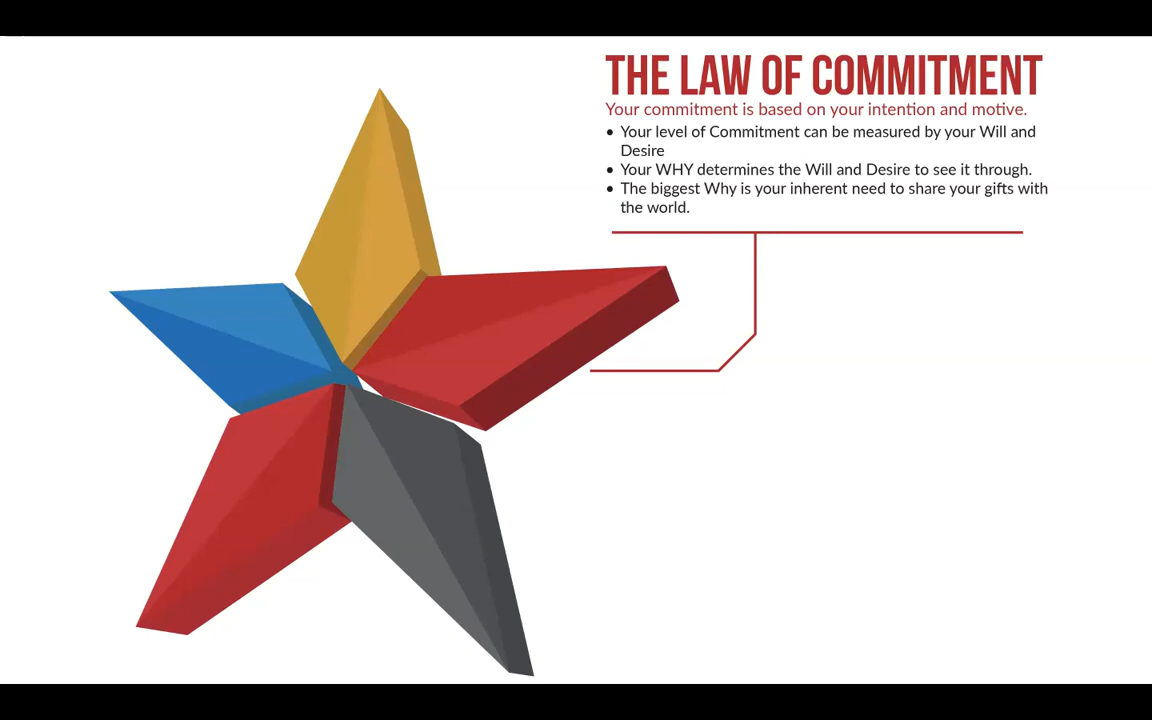 THE LAW OF COMMITMENT
Your commitment is based on your intention and motive.
• Your level of Commitment can be measured by your Will and
Desire
• Your WHY determines the Will and Desire to see it through.
• The biggest Why is your inherent need to share your gifts with
the world.